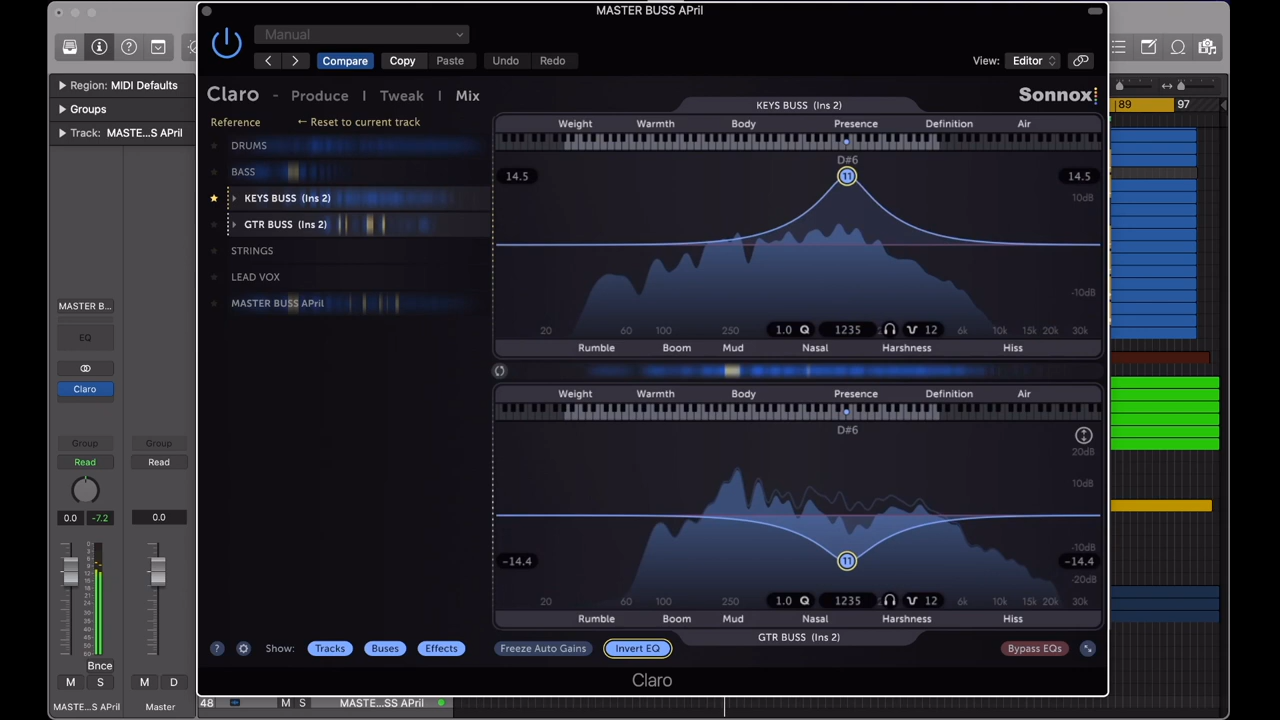 MASTER BUSS APril
Manual
Compare
Copy
Paste
Undo
Redo
View:
Editor
Region: MIDI Defaults
Groups
Track: MASTE...S APril
89
97
Claro - Produce | Tweak | Mix
Sonnox
Reference
← Reset to current track
DRUMS
BASS
KEYS BUSS (Ins 2)
GTR BUSS (Ins 2)
STRINGS
LEAD VOX
MASTER BUSS APril
KEYS BUSS (Ins 2)
Weight Warmth Body Presence Definition Air
D#6
14.5
11
14.5
10dB
-10dB
20 60 100 250 1.0 Q 1235 12 6k 10k 15k 20k 30k
Rumble Boom Mud Nasal Harshness Hiss
Weight Warmth Body Presence Definition Air
D#6
20dB
10dB
-10dB
-14.4
11
-14.4
-20dB
20 60 100 250 1.0 Q 1235 12 6k 10k 15k 20k 30k
Rumble Boom Mud Nasal Harshness Hiss
GTR BUSS (Ins 2)
? Show: Tracks Buses Effects
Freeze Auto Gains
Invert EQ
Bypass EQs
Claro
MASTER B...
EQ
Claro
Group
Group
Read
Read
0.0
-7.2
0.0
Bnce
M S
M D
MASTE...S APril
Master
48
M S
MASTE...SS APril